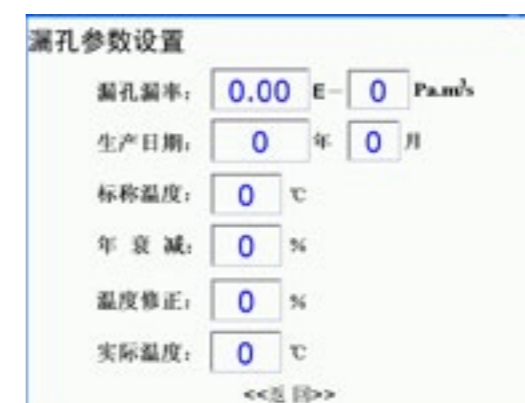 漏孔参数设置
漏孔漏率: 0.00 E- 0 Pa.m³/s
生产日期: 0 年 0 月
标称温度: 0 ℃
年 衰 减: 0 %
温度修正: 0 %
实际温度: 0 ℃
<<返回>>